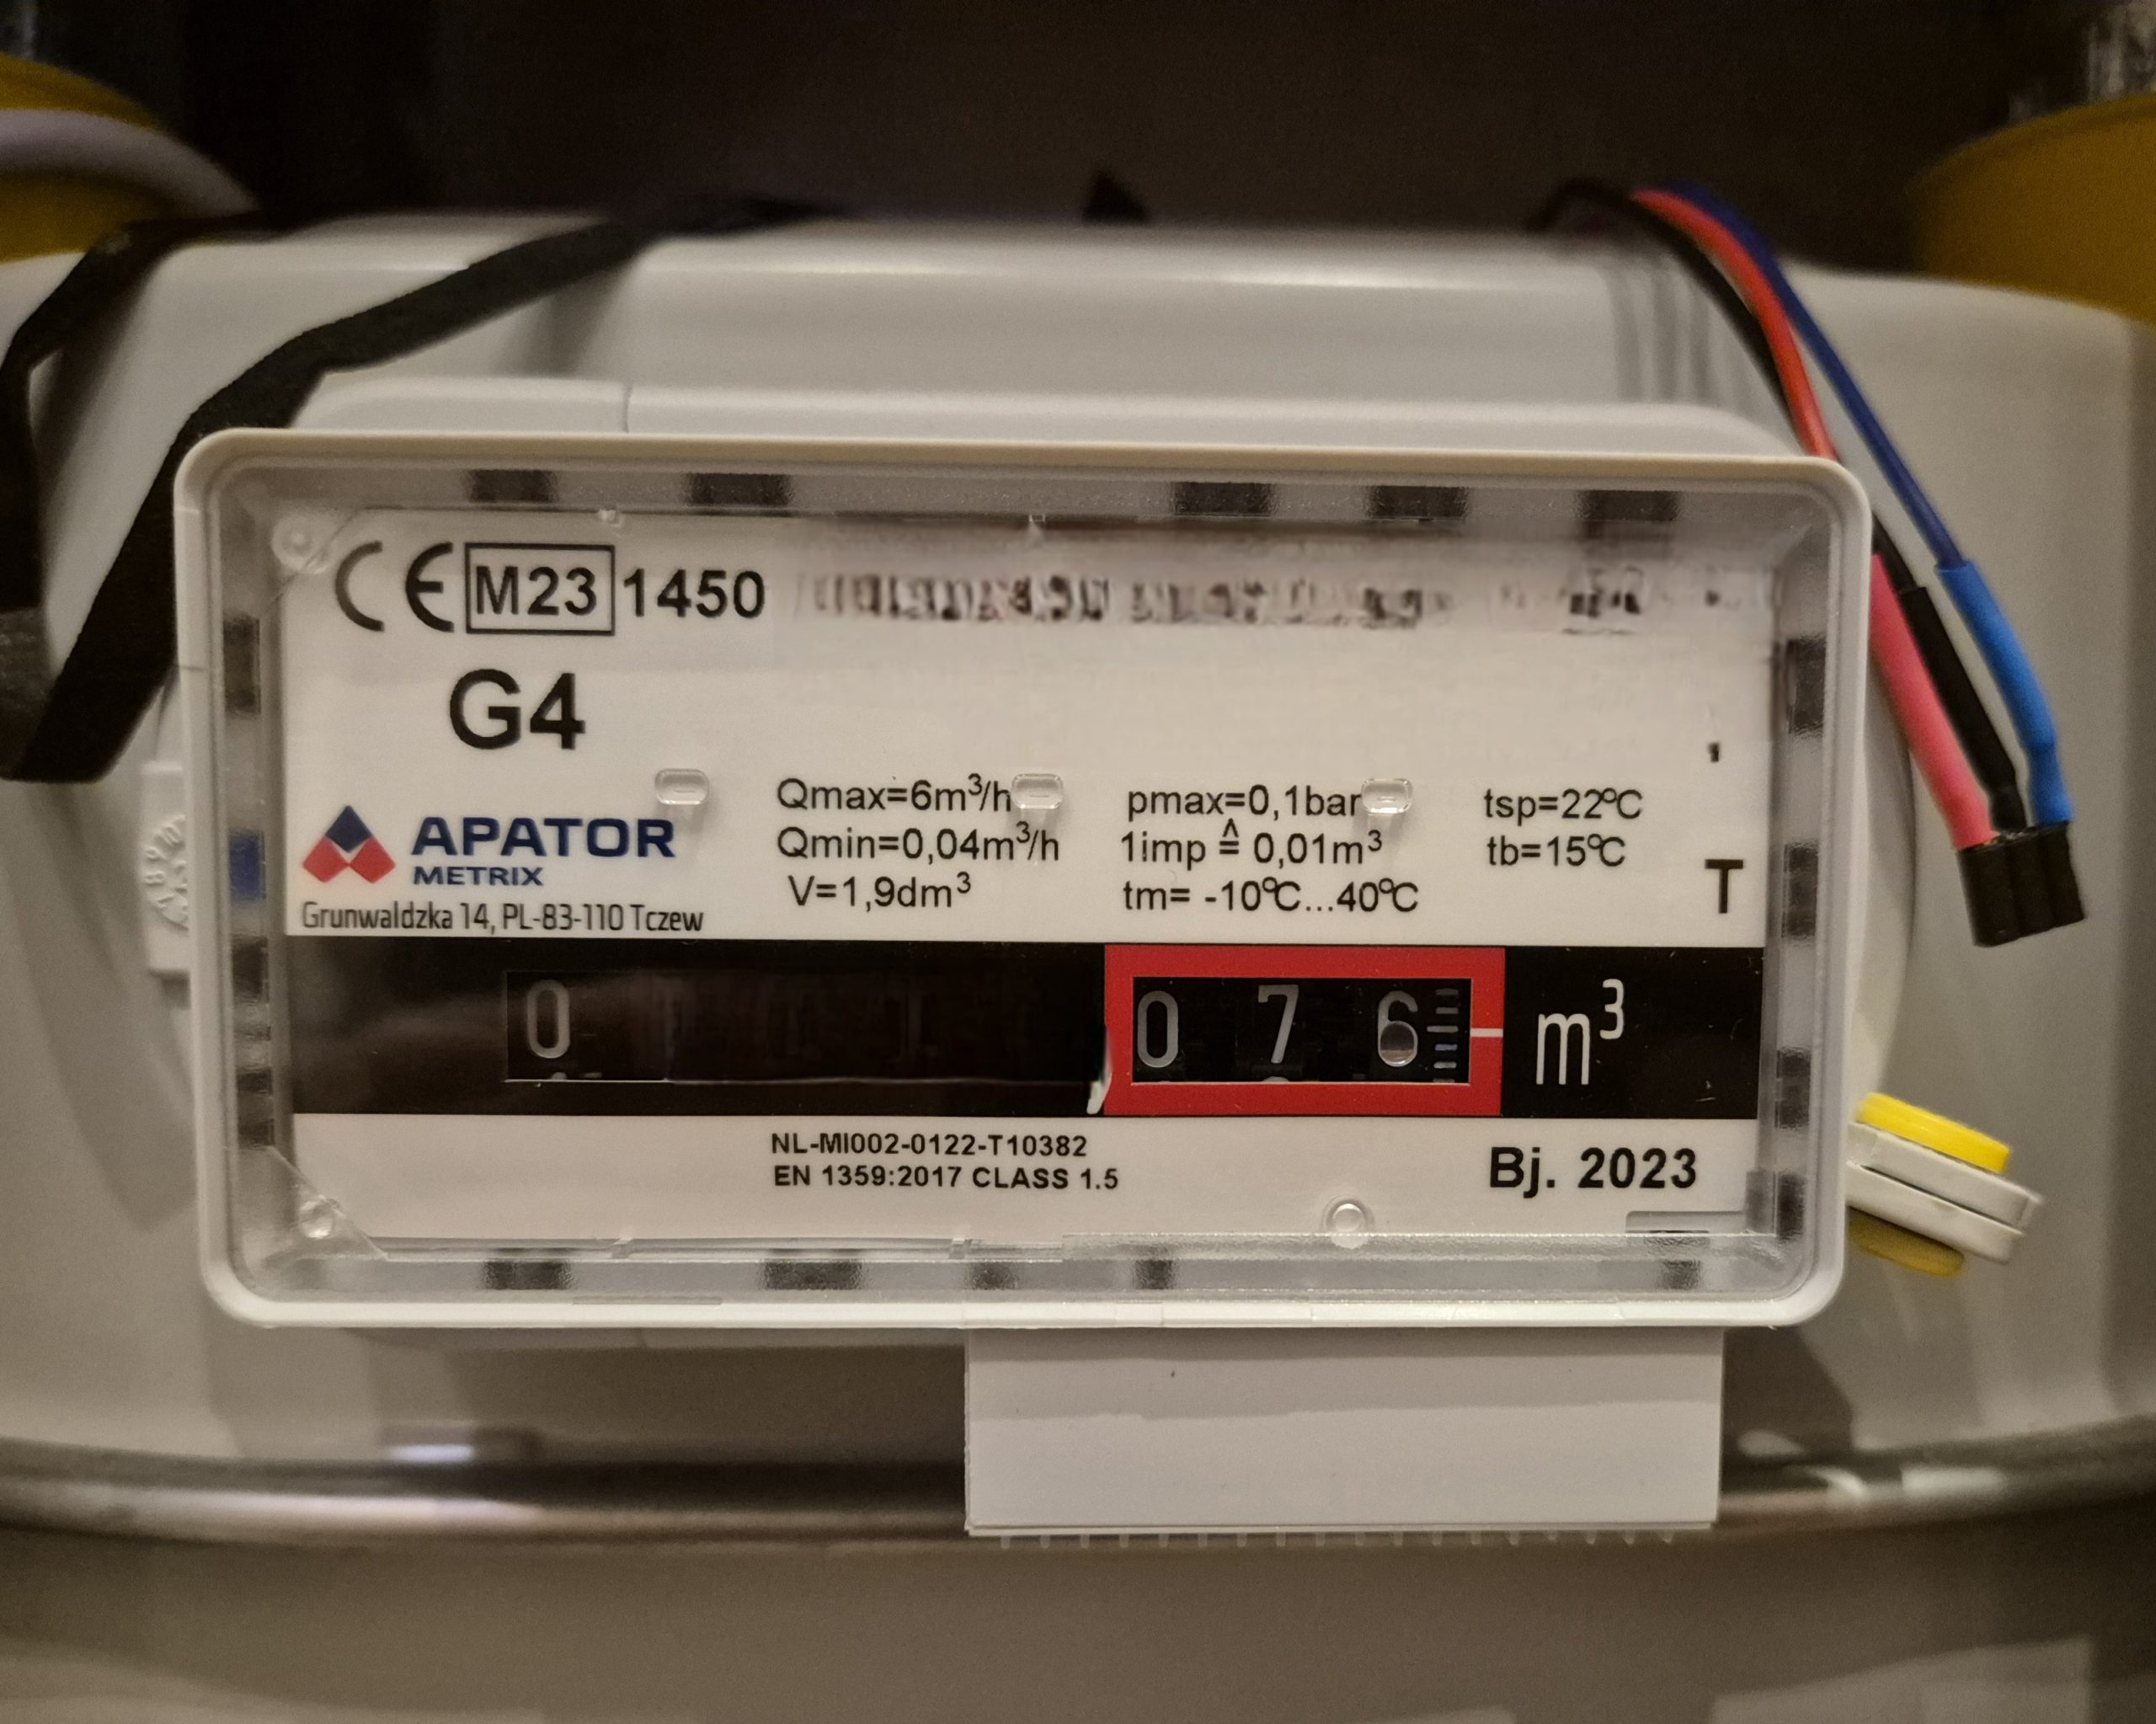 CE M23 1450
G4
APATOR
METRIX
Grunwaldzka 14, PL-83-110 Tczew
Qmax=6m³/h
Qmin=0,04m³/h
V=1,9dm³
pmax=0,1bar
1imp ≙ 0,01m³
tm= -10°C...40°C
tsp=22°C
tb=15°C
T
0 076 m³
NL-MI002-0122-T10382
EN 1359:2017 CLASS 1.5
Bj. 2023